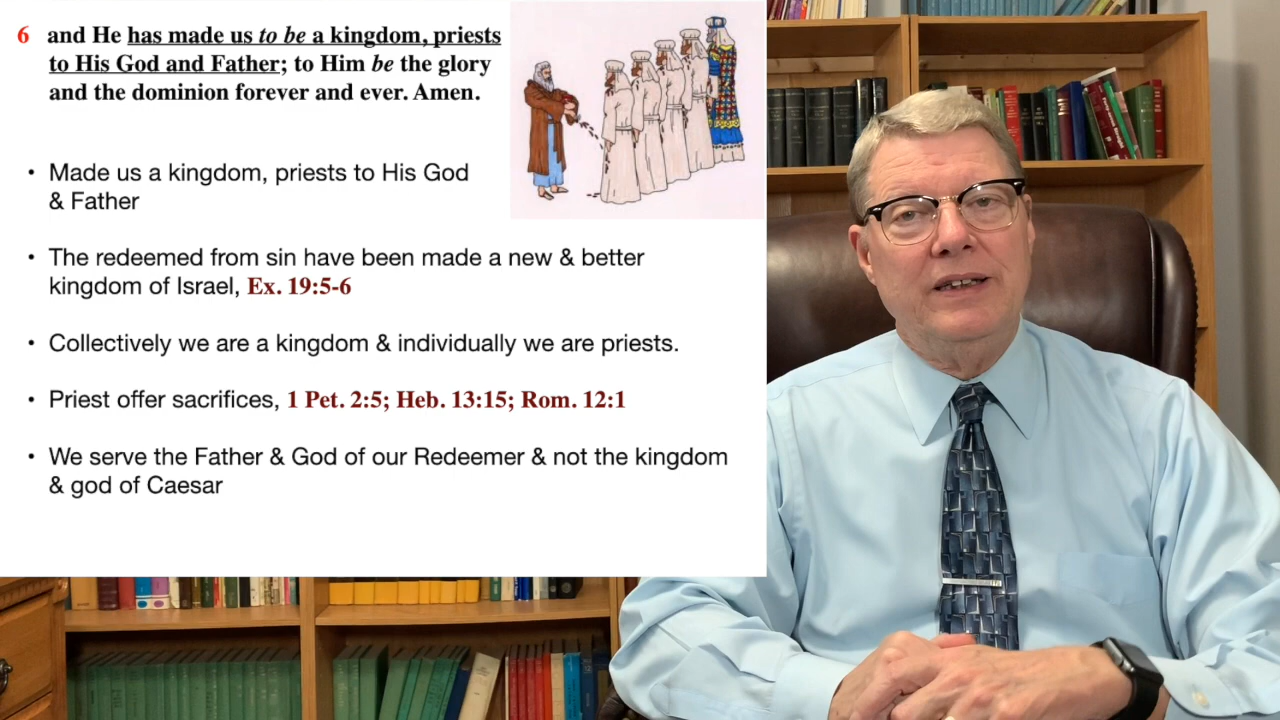 6 and He has made us to be a kingdom, priests
to His God and Father; to Him be the glory
and the dominion forever and ever. Amen.
• Made us a kingdom, priests to His God
& Father
• The redeemed from sin have been made a new & better
kingdom of Israel, Ex. 19:5-6
• Collectively we are a kingdom & individually we are priests.
• Priest offer sacrifices, 1 Pet. 2:5; Heb. 13:15; Rom. 12:1
• We serve the Father & God of our Redeemer & not the kingdom
& god of Caesar